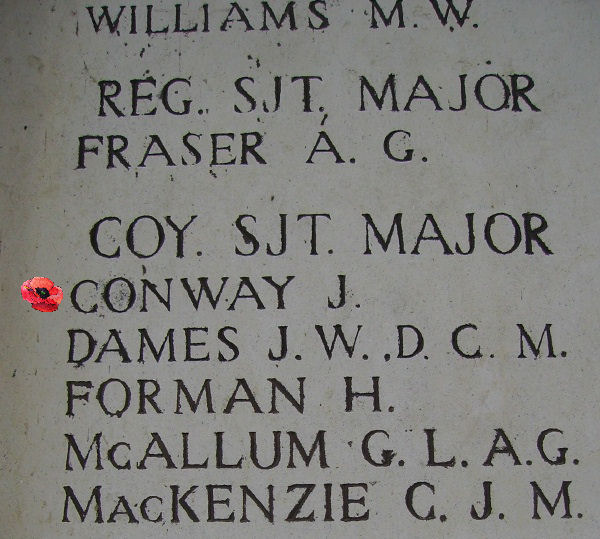 WILLIAMS M. W.
REG. SJT. MAJOR
FRASER A. G.
COY. SJT. MAJOR
CONWAY J.
DAMES J. W. , D. C. M.
FORMAN H.
McALLUM G. L. A. G.
MacKENZIE C. J. M.